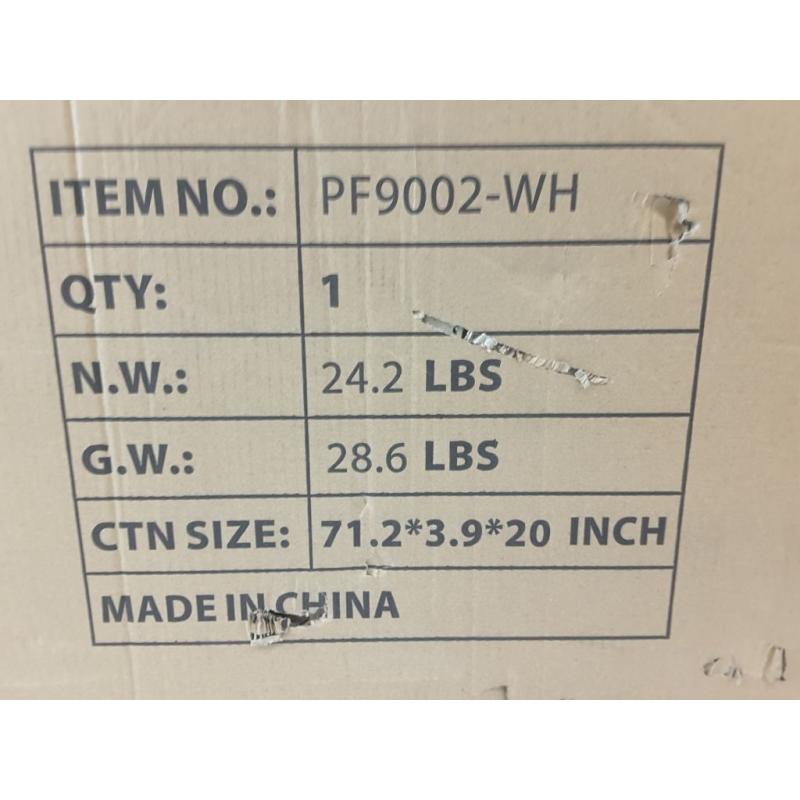 ITEM NO.: PF9002-WH
QTY: 1
N.W.: 24.2 LBS
G.W.: 28.6 LBS
CTN SIZE: 71.2*3.9*20 INCH
MADE IN CHINA